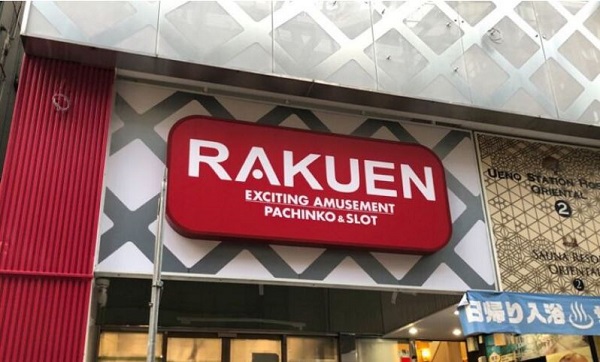 RAKUEN
EXCITING AMUSEMENT
PACHINKO & SLOT
UENO STATION
ORIENTAL
2
SAUNA
ORIENTAL
2
日帰り入浴♨